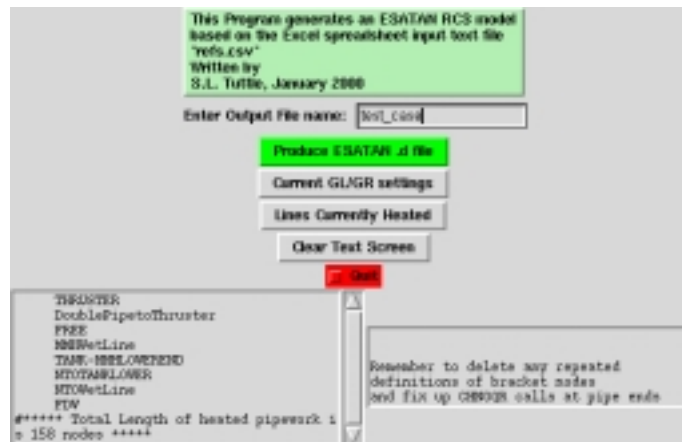 This Program generates an ESATAN RCS model
based on the Excel spreadsheet input text file
"refs.csv"
Written by
S.L. Tuttle, January 2000
Enter Output File name: test_case
Produce ESATAN .d file
Current GL/GR settings
Lines Currently Heated
Clear Text Screen
Quit
THRUSTER
DoublePipetoThruster
FREE
MMHWetLine
TANK-MMHLOWEREND
NTOTANKLOWER
NTOWetLine
FDV
#***** Total Length of heated pipework i
s 158 nodes *****
Remember to delete any repeated
definitions of bracket nodes
and fix up calls at pipe ends